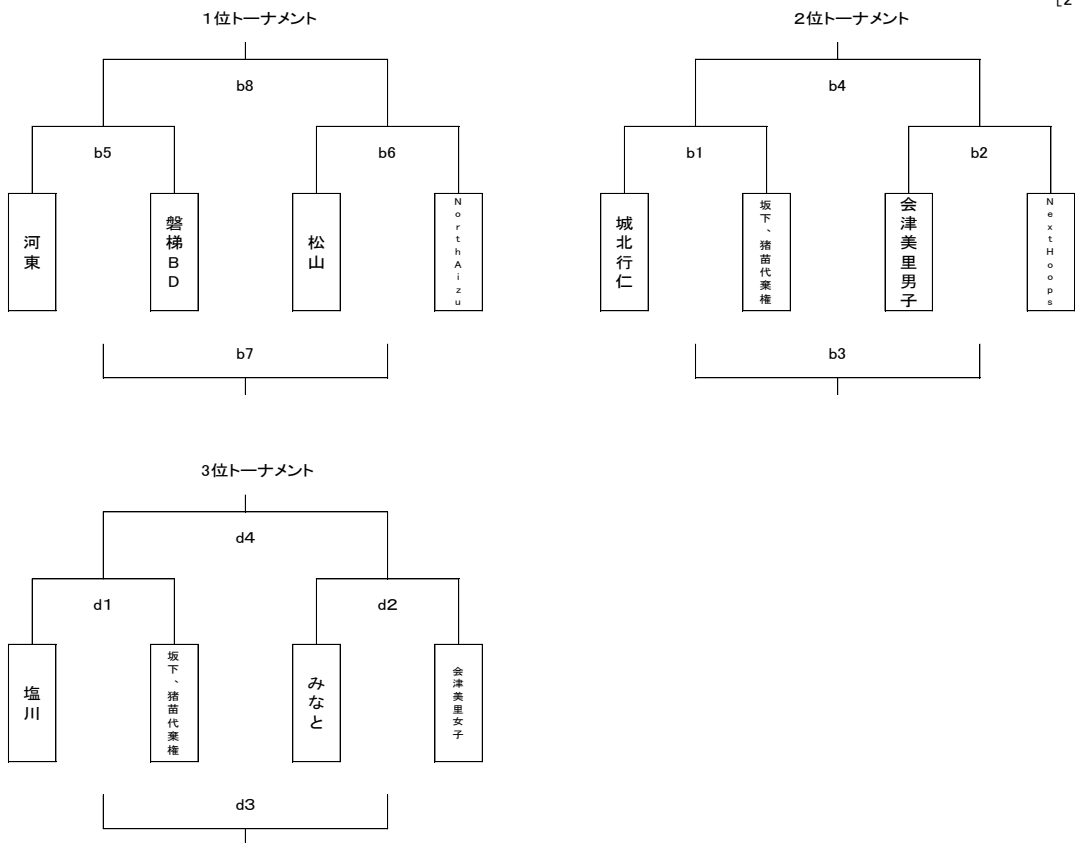 [2
1位トーナメント
2位トーナメント
b8
b4
b5
b6
b1
b2
河東
磐梯BD
松山
NorthAizu
城北行仁
坂下、猪苗代棄権
会津美里男子
NextHoops
b7
b3
3位トーナメント
d4
d1
d2
塩川
坂下、猪苗代棄権
みなと
会津美里女子
d3